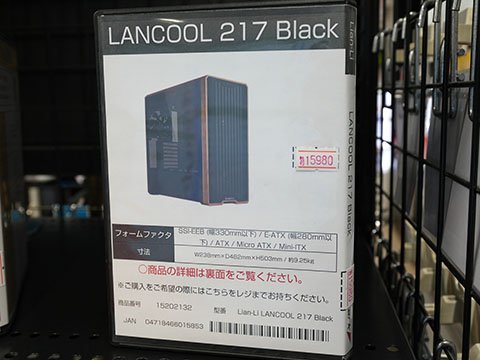 LANCOOL 217 Black
15980
フォームファクタ
SSI-EEB (幅330mm以下) / E-ATX (幅280mm以
下) / ATX / Micro ATX / Mini-ITX
寸法
W238mm×D482mm×H503mm / 約9.25kg
○商品の詳細は裏面をご覧ください。
※ご購入をご希望の際にはこちらをレジまでお持ちください。
商品番号 15202132 型番 Lian-Li LANCOOL 217 Black
JAN 04718466015853
Lian-Li
LANCOOL 217 Black